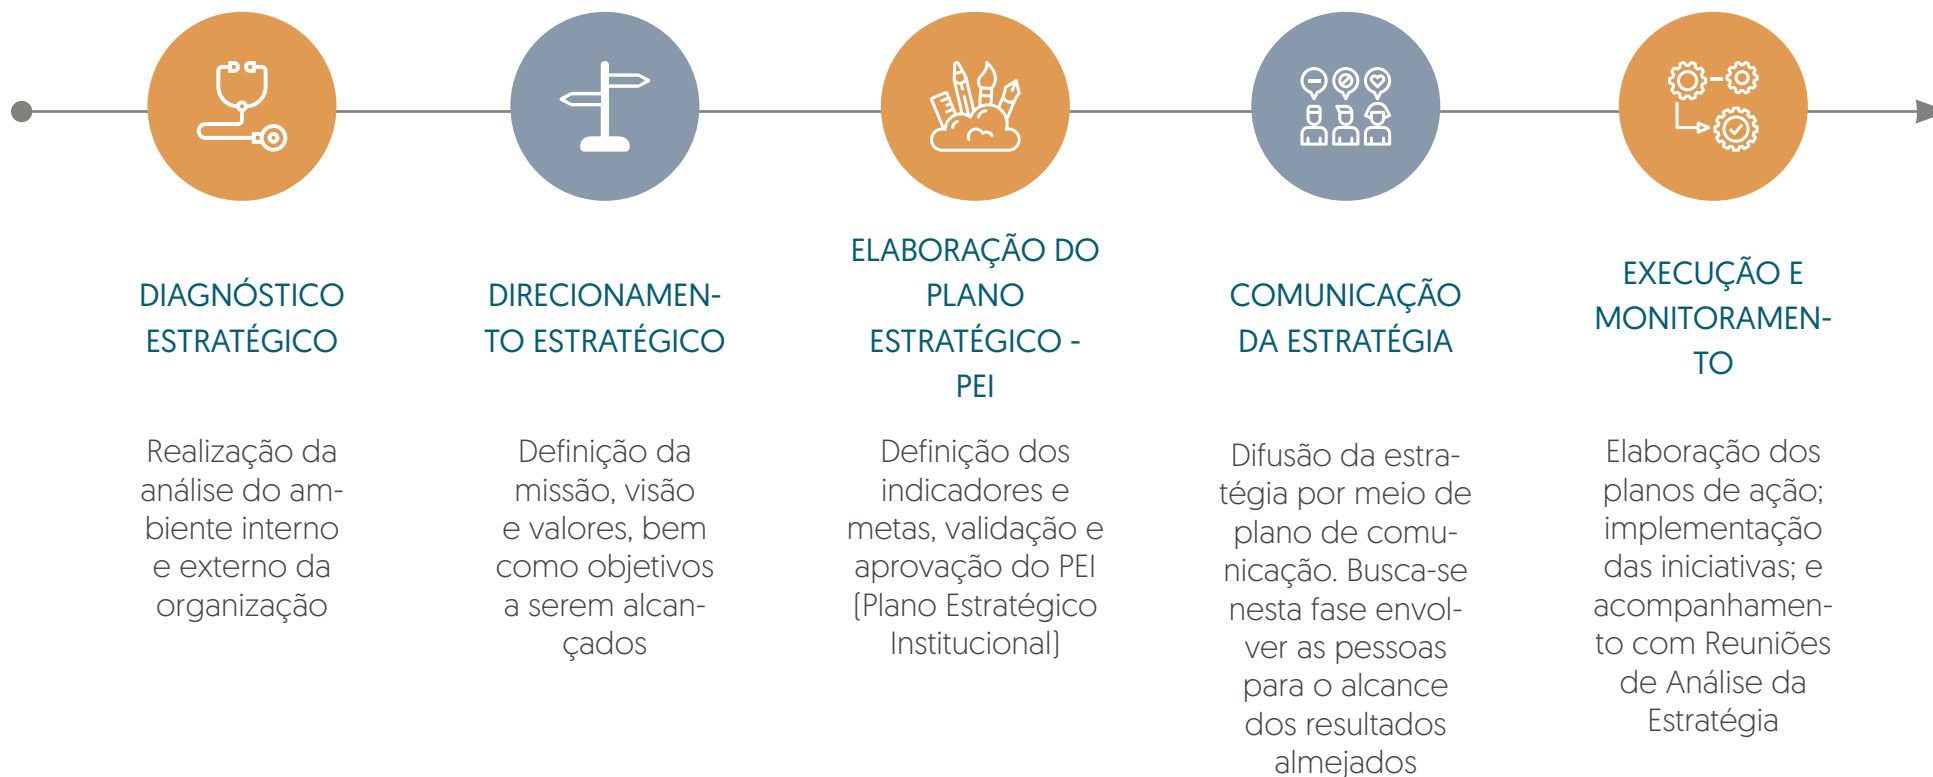 DIAGNÓSTICO
ESTRATÉGICO
Realização da
análise do am-
biente interno
e externo da
organização
DIRECIONAMEN-
TO ESTRATÉGICO
Definição da
missão, visão
e valores, bem
como objetivos
a serem alcan-
çados
ELABORAÇÃO DO
PLANO
ESTRATÉGICO -
PEI
Definição dos
indicadores e
metas, validação e
aprovação do PEI
(Plano Estratégico
Institucional)
COMUNICAÇÃO
DA ESTRATÉGIA
Difusão da estra-
tégia por meio de
plano de comu-
nicação. Busca-se
nesta fase envol-
ver as pessoas
para o alcance
dos resultados
almejados
EXECUÇÃO E
MONITORAMEN-
TO
Elaboração dos
planos de ação;
implementação
das iniciativas; e
acompanhamen-
to com Reuniões
de Análise da
Estratégia